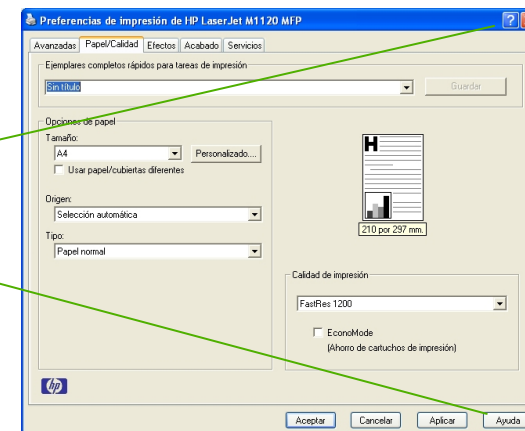 Preferencias de impresión de HP LaserJet M1120 MFP
?
Avanzadas Papel/Calidad Efectos Acabado Servicios
Ejemplares completos rápidos para tareas de impresión
Sin título
Guardar
Opciones de papel
Tamaño:
A4
Personalizado....
Usar papel/cubiertas diferentes
Origen:
Selección automática
Tipo:
Papel normal
H
210 por 297 mm.
Calidad de impresión
FastRes 1200
EconoMode
(Ahorro de cartuchos de impresión)
hp
Aceptar Cancelar Aplicar Ayuda